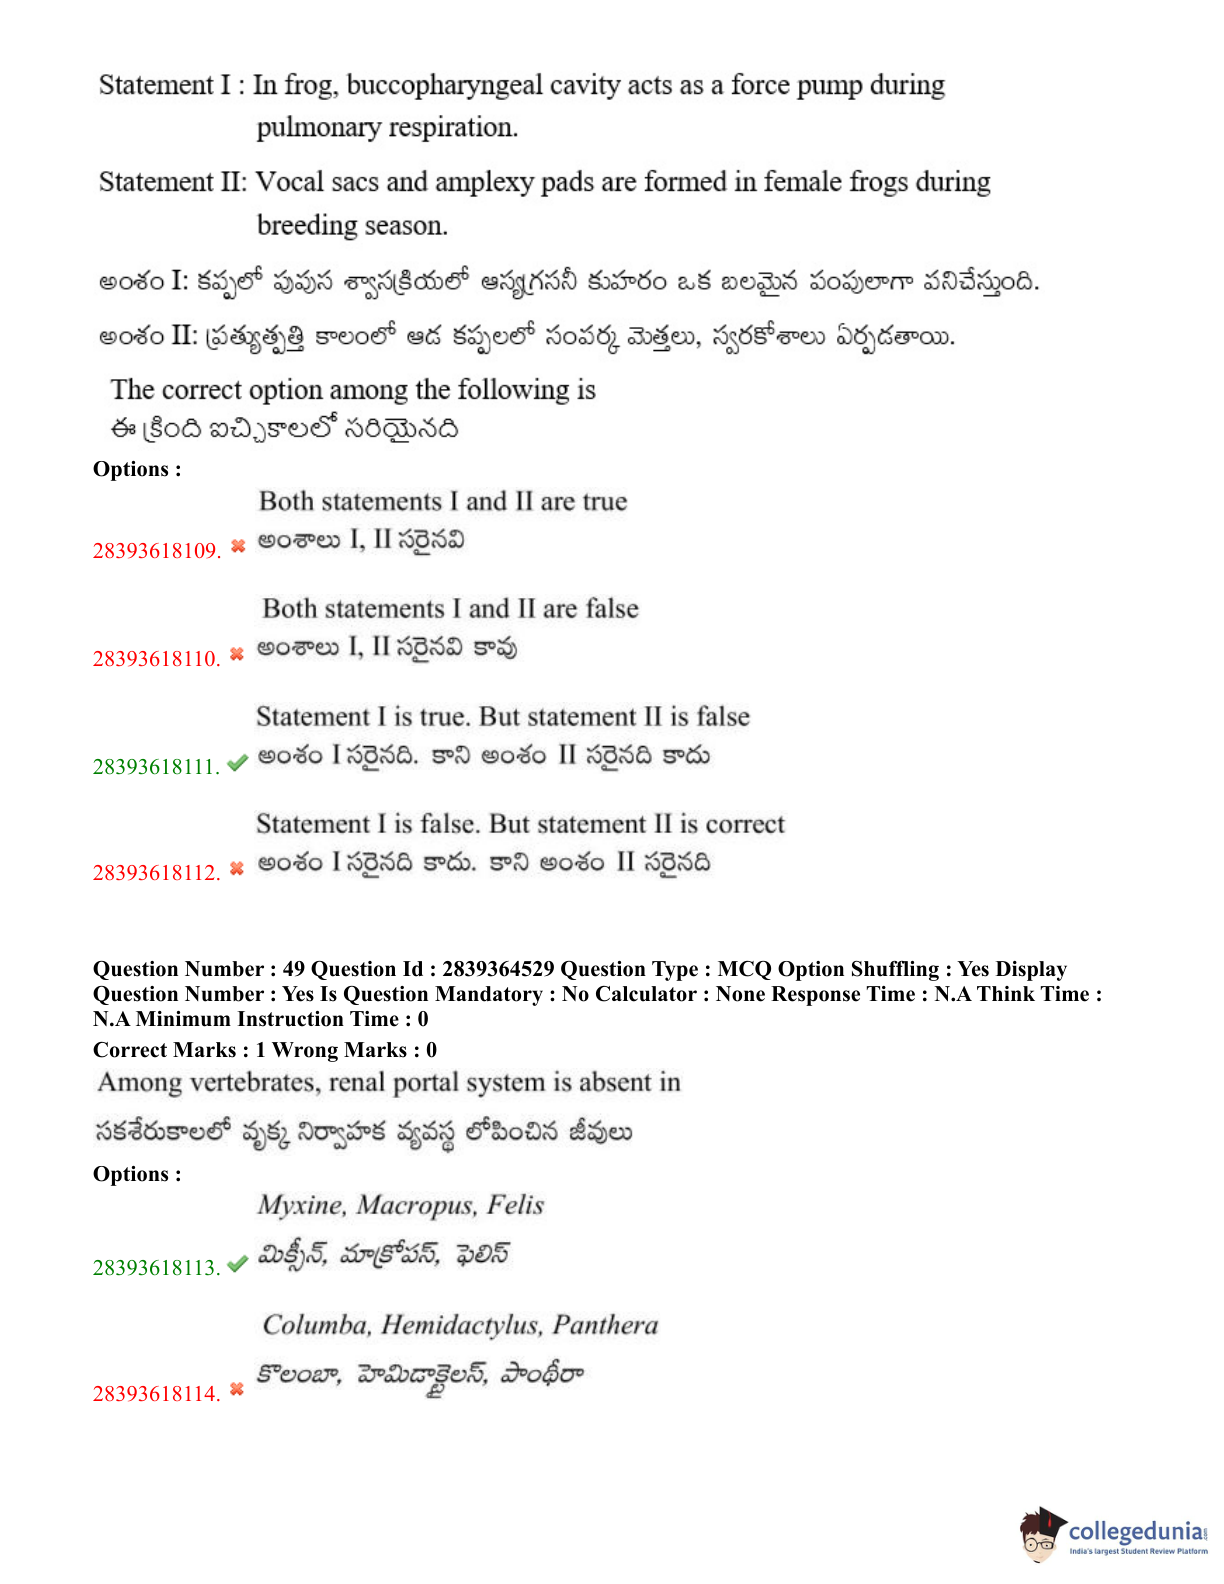 Statement I : In frog, buccopharyngeal cavity acts as a force pump during
pulmonary respiration.
Statement II: Vocal sacs and amplexy pads are formed in female frogs during
breeding season.
అంశం I: కప్పలో పుపుస శ్వాసక్రియలో ఆస్యగ్రసనీ కుహరం ఒక బలమైన పంపులాగా పనిచేస్తుంది.
అంశం II: ప్రత్యుత్పత్తి కాలంలో ఆడ కప్పలలో సంపర్క మెత్తలు, స్వరకోశాలు ఏర్పడతాయి.
The correct option among the following is
ఈ క్రింది ఐచ్ఛికాలలో సరియైనది
Options :
Both statements I and II are true
28393618109. ✖ అంశాలు I, II సరైనవి
Both statements I and II are false
28393618110. ✖ అంశాలు I, II సరైనవి కావు
Statement I is true. But statement II is false
28393618111. ✔ అంశం I సరైనది. కాని అంశం II సరైనది కాదు
Statement I is false. But statement II is correct
28393618112. ✖ అంశం I సరైనది కాదు. కాని అంశం II సరైనది
Question Number : 49 Question Id : 2839364529 Question Type : MCQ Option Shuffling : Yes Display
Question Number : Yes Is Question Mandatory : No Calculator : None Response Time : N.A Think Time :
N.A Minimum Instruction Time : 0
Correct Marks : 1 Wrong Marks : 0
Among vertebrates, renal portal system is absent in
సకశేరుకాలలో వృక్క నిర్వాహక వ్యవస్థ లోపించిన జీవులు
Options :
Myxine, Macropus, Felis
28393618113. ✔ మిక్సీన్, మాక్రోపస్, ఫెలిస్
Columba, Hemidactylus, Panthera
28393618114. ✖ కొలంబా, హెమిడాక్టైలస్, పాంథీరా
collegedunia
India's largest Student Review Platform